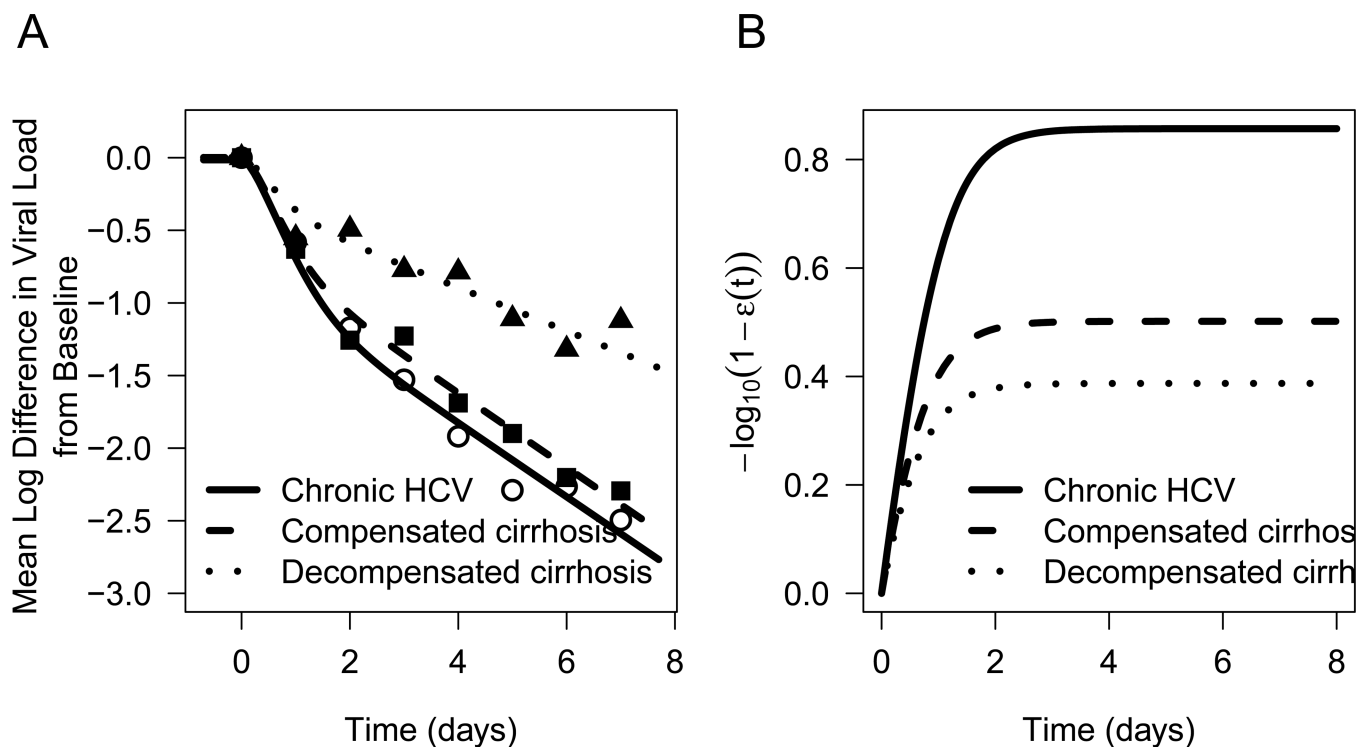 A
Mean Log Difference in Viral Load
from Baseline
0.0
−0.5
−1.0
−1.5
−2.0
−2.5
−3.0
Chronic HCV
Compensated cirrhosis
Decompensated cirrhosis
0 2 4 6 8
Time (days)
B
−log10(1 − ε(t))
0.8
0.6
0.4
0.2
0.0
Chronic HCV
Compensated cirrhos
Decompensated cirrh
0 2 4 6 8
Time (days)